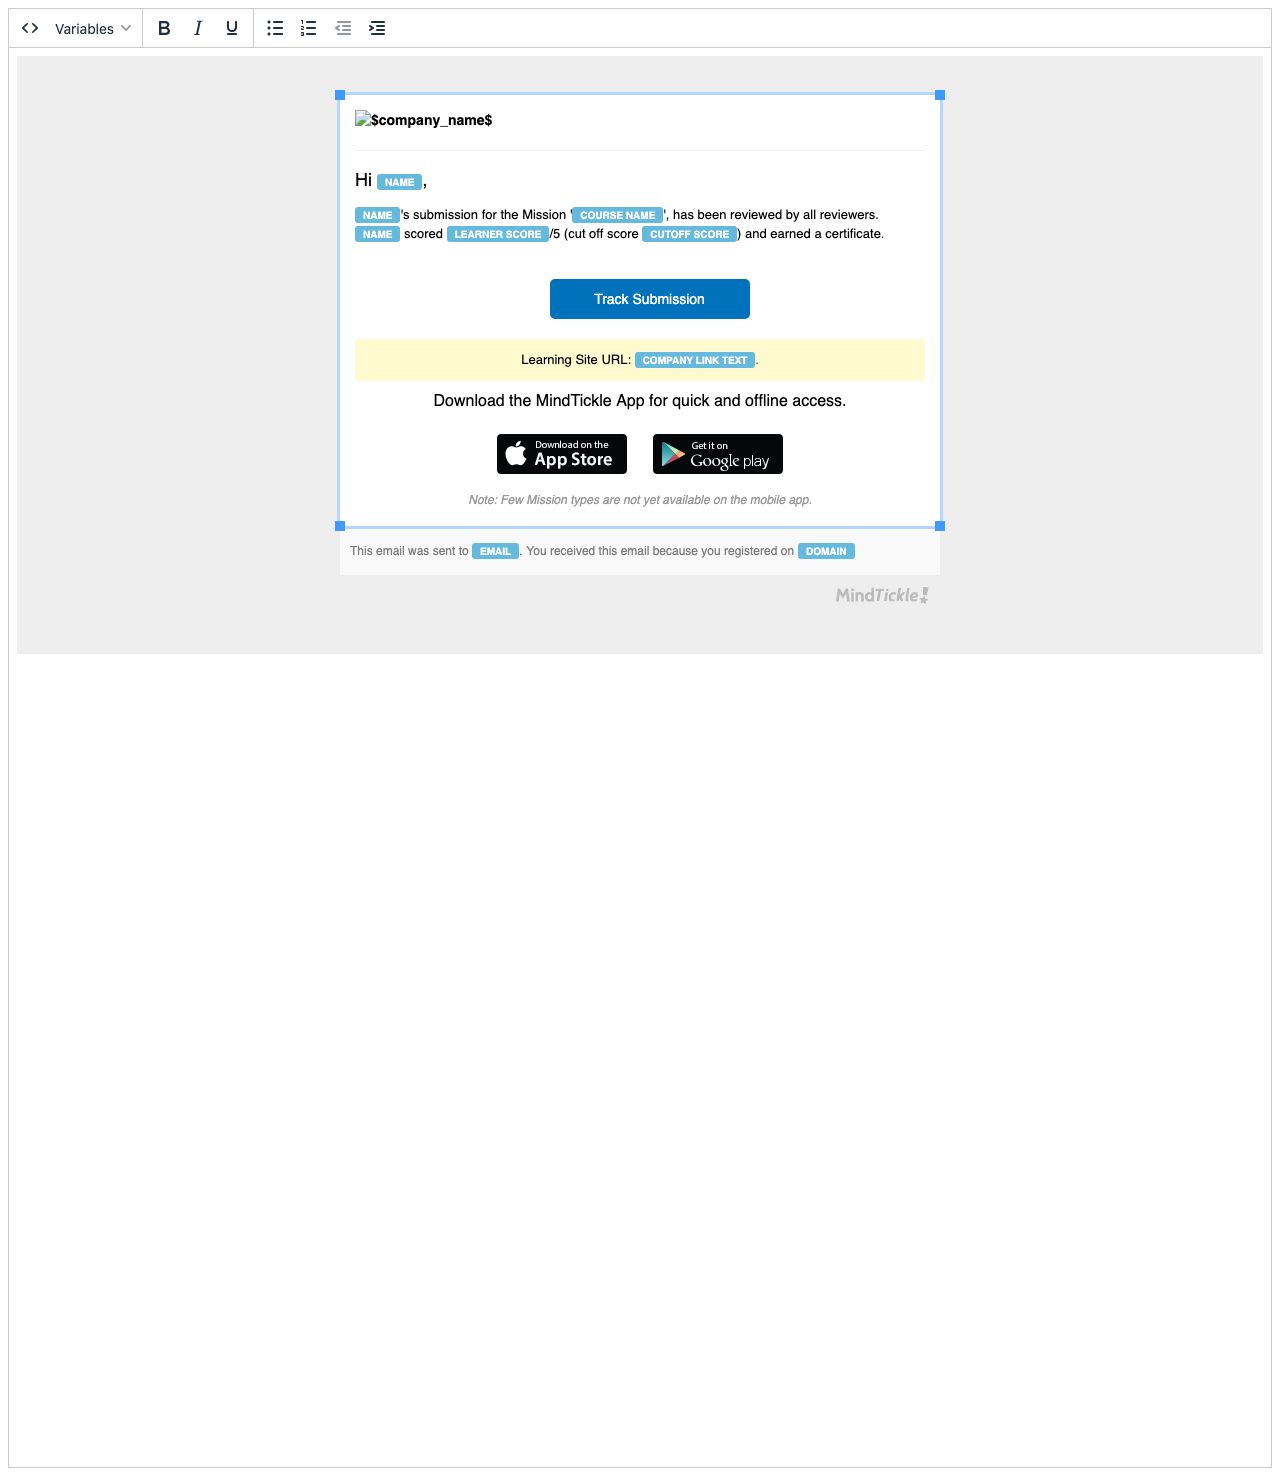 Variables
$company_name$
Hi NAME ,
NAME 's submission for the Mission ' COURSE NAME ', has been reviewed by all reviewers.
NAME scored LEARNER SCORE /5 (cut off score CUTOFF SCORE ) and earned a certificate.
Track Submission
Learning Site URL: COMPANY LINK TEXT .
Download the MindTickle App for quick and offline access.
Download on the
App Store
Get it on
Google play
Note: Few Mission types are not yet available on the mobile app.
This email was sent to EMAIL . You received this email because you registered on DOMAIN
MindTickle!